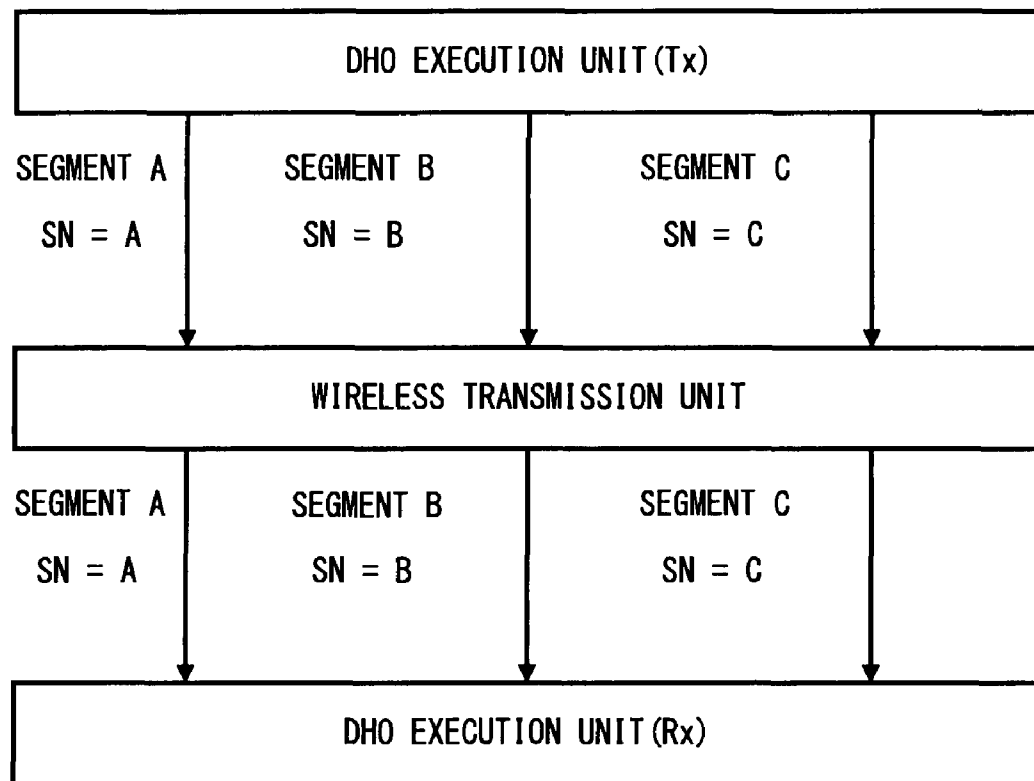 DHO EXECUTION UNIT(Tx)
SEGMENT A
SEGMENT B
SEGMENT C
SN = A
SN = B
SN = C
WIRELESS TRANSMISSION UNIT
SEGMENT A
SEGMENT B
SEGMENT C
SN = A
SN = B
SN = C
DHO EXECUTION UNIT(Rx)